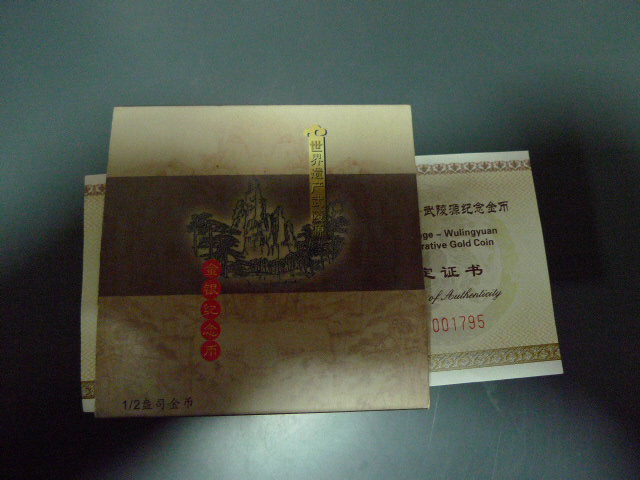 世界遗产武陵源
金银纪念币
1/2盎司金币
武陵源纪念金币
ge – Wulingyuan
rative Gold Coin
定证书
of Authenticity
001795